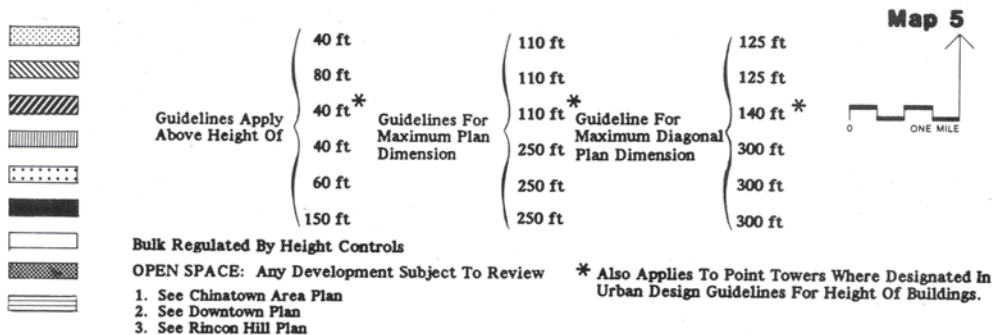 Map 5
Guidelines Apply
Above Height Of
40 ft
80 ft
40 ft*
40 ft
60 ft
150 ft
Guidelines For
Maximum Plan
Dimension
110 ft
110 ft
110 ft*
250 ft
250 ft
250 ft
Guideline For
Maximum Diagonal
Plan Dimension
125 ft
125 ft
140 ft*
300 ft
300 ft
300 ft
0 ONE MILE
Bulk Regulated By Height Controls
OPEN SPACE: Any Development Subject To Review
1. See Chinatown Area Plan
2. See Downtown Plan
3. See Rincon Hill Plan
* Also Applies To Point Towers Where Designated In
Urban Design Guidelines For Height Of Buildings.